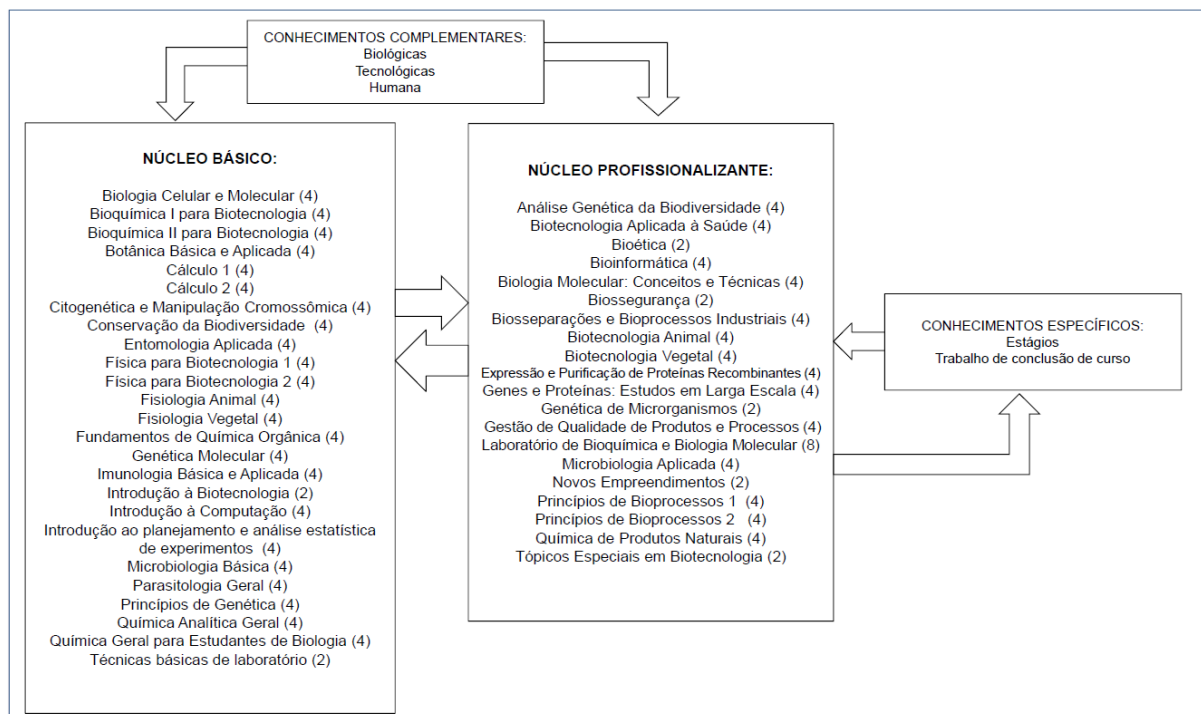 CONHECIMENTOS COMPLEMENTARES:
Biológicas
Tecnológicas
Humana
NÚCLEO BÁSICO:
Biologia Celular e Molecular (4)
Bioquímica I para Biotecnologia (4)
Bioquímica II para Biotecnologia (4)
Botânica Básica e Aplicada (4)
Cálculo 1 (4)
Cálculo 2 (4)
Citogenética e Manipulação Cromossômica (4)
Conservação da Biodiversidade (4)
Entomologia Aplicada (4)
Física para Biotecnologia 1 (4)
Física para Biotecnologia 2 (4)
Fisiologia Animal (4)
Fisiologia Vegetal (4)
Fundamentos de Química Orgânica (4)
Genética Molecular (4)
Imunologia Básica e Aplicada (4)
Introdução à Biotecnologia (2)
Introdução à Computação (4)
Introdução ao planejamento e análise estatística
de experimentos (4)
Microbiologia Básica (4)
Parasitologia Geral (4)
Princípios de Genética (4)
Química Analítica Geral (4)
Química Geral para Estudantes de Biologia (4)
Técnicas básicas de laboratório (2)
NÚCLEO PROFISSIONALIZANTE:
Análise Genética da Biodiversidade (4)
Biotecnologia Aplicada à Saúde (4)
Bioética (2)
Bioinformática (4)
Biologia Molecular: Conceitos e Técnicas (4)
Biossegurança (2)
Biosseparações e Bioprocessos Industriais (4)
Biotecnologia Animal (4)
Biotecnologia Vegetal (4)
Expressão e Purificação de Proteínas Recombinantes (4)
Genes e Proteínas: Estudos em Larga Escala (4)
Genética de Microrganismos (2)
Gestão de Qualidade de Produtos e Processos (4)
Laboratório de Bioquímica e Biologia Molecular (8)
Microbiologia Aplicada (4)
Novos Empreendimentos (2)
Princípios de Bioprocessos 1 (4)
Princípios de Bioprocessos 2 (4)
Química de Produtos Naturais (4)
Tópicos Especiais em Biotecnologia (2)
CONHECIMENTOS ESPECÍFICOS:
Estágios
Trabalho de conclusão de curso